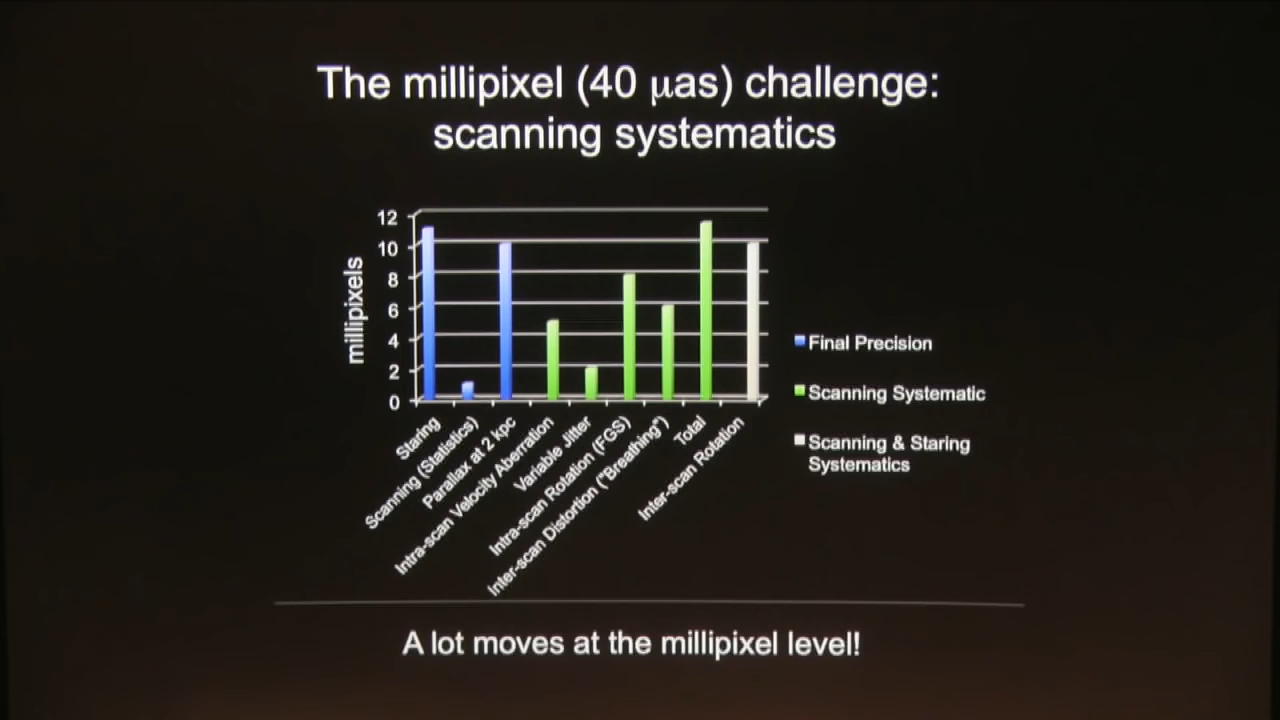 The millipixel (40 μas) challenge:
scanning systematics
millipixels
12
10
8
6
4
2
0
Staring
Scanning (Statistics)
Parallax at 2 kpc
Intra-scan Velocity Aberration
Variable Jitter
Intra-scan Rotation (FGS)
Inter-scan Distortion ("Breathing")
Total
Inter-scan Rotation
Final Precision
Scanning Systematic
Scanning & Staring
Systematics
A lot moves at the millipixel level!